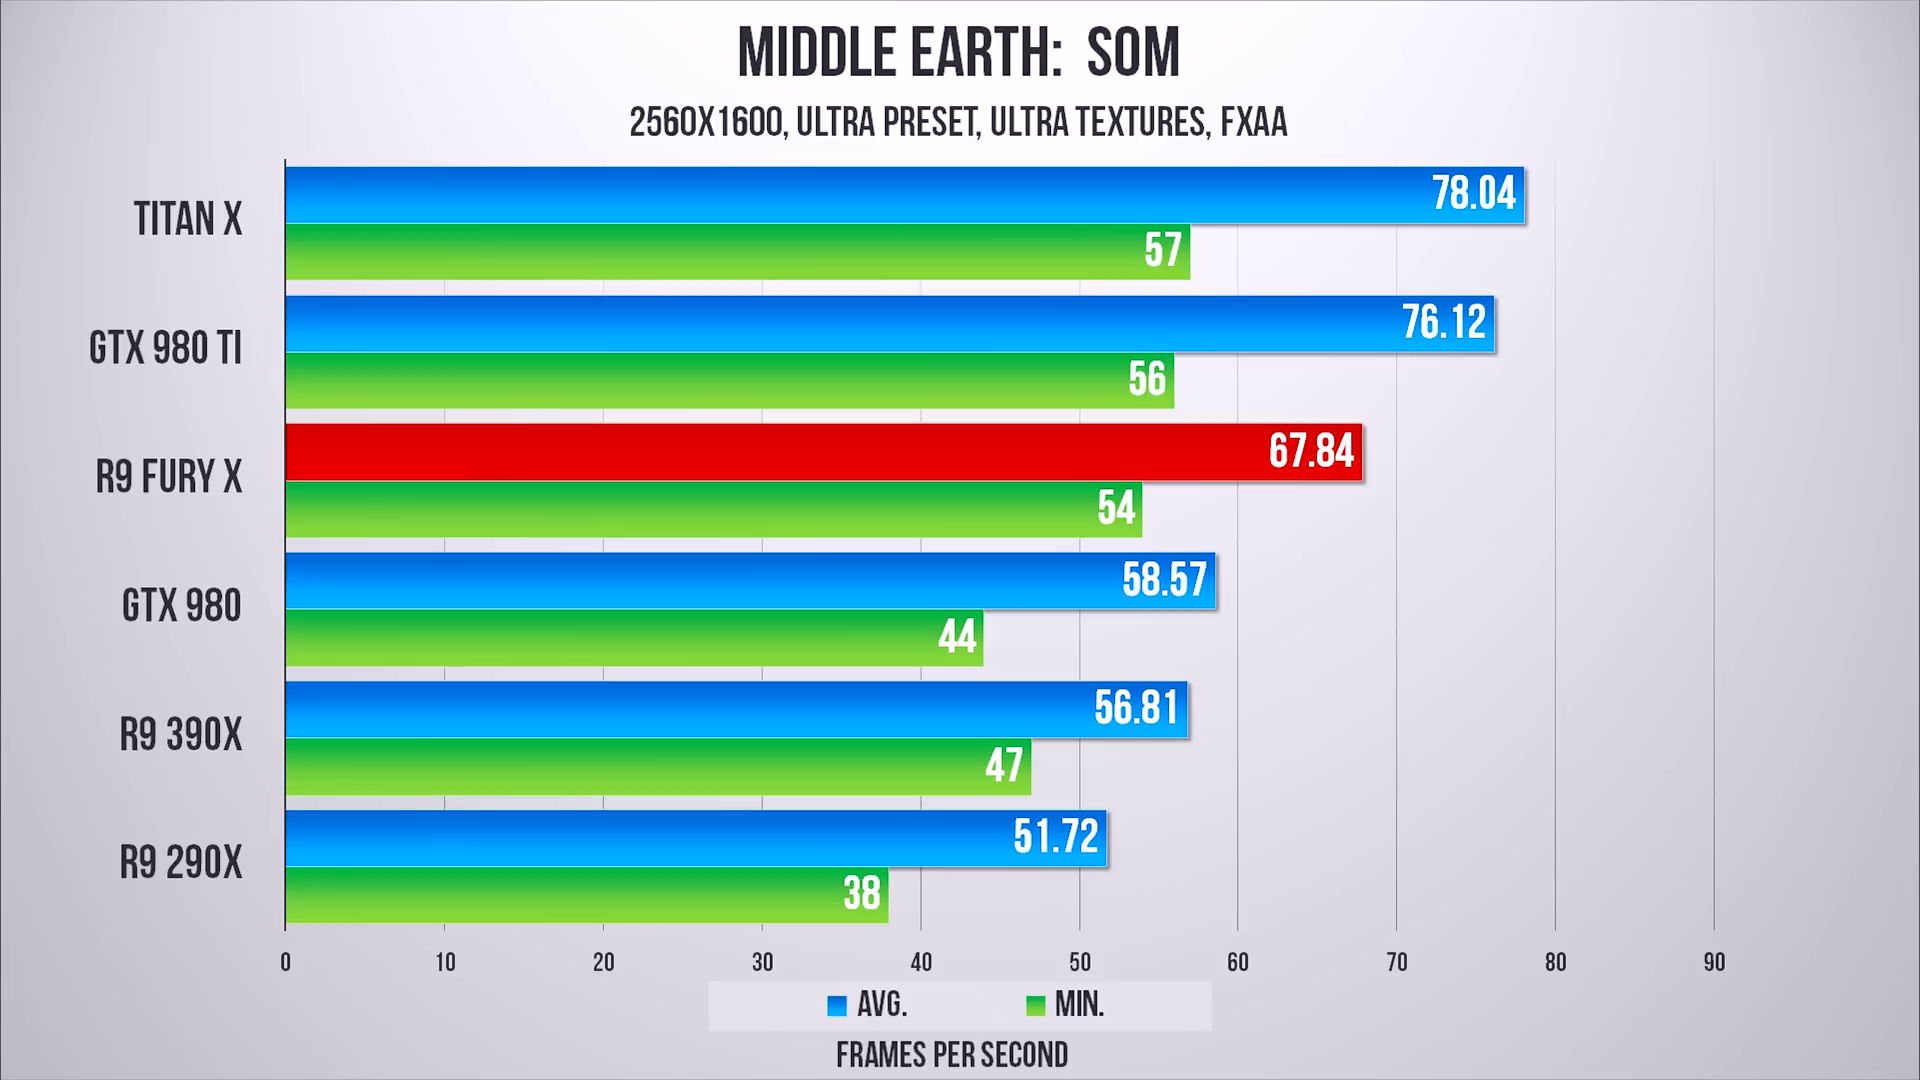 MIDDLE EARTH: SOM
2560X1600, ULTRA PRESET, ULTRA TEXTURES, FXAA
TITAN X
78.04
57
GTX 980 TI
76.12
56
R9 FURY X
67.84
54
GTX 980
58.57
44
R9 390X
56.81
47
R9 290X
51.72
38
0 10 20 30 40 50 60 70 80 90
AVG. MIN.
FRAMES PER SECOND